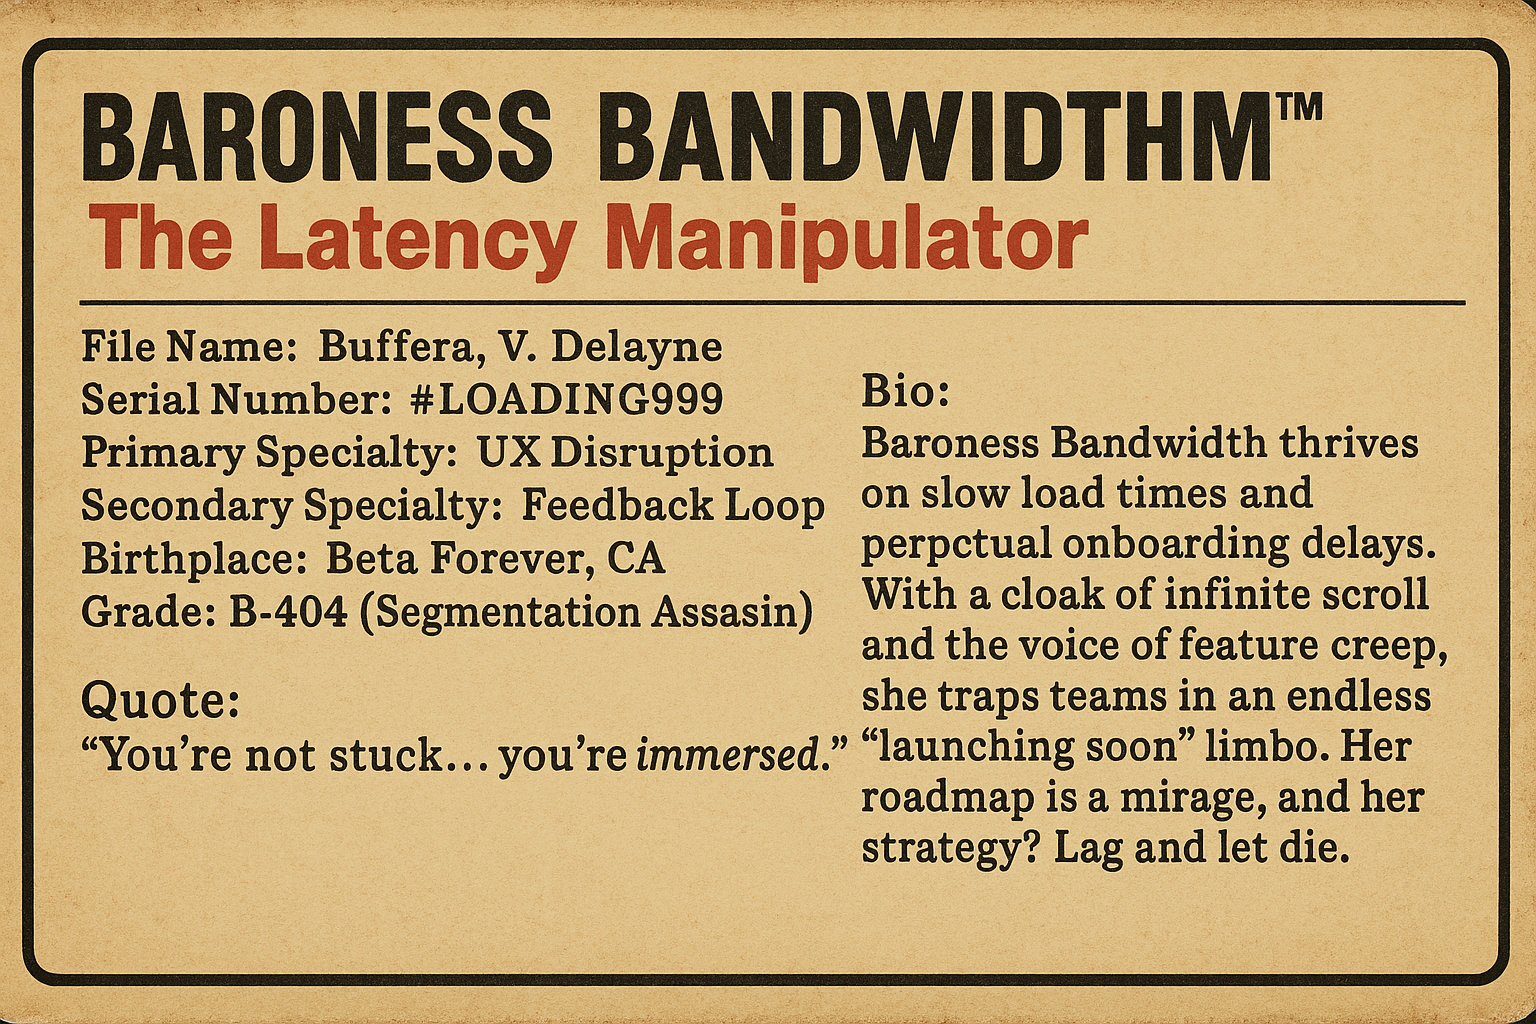 BARONESS BANDWIDTHM™
The Latency Manipulator
File Name: Buffera, V. Delayne
Serial Number: #LOADING999
Primary Specialty: UX Disruption
Secondary Specialty: Feedback Loop
Birthplace: Beta Forever, CA
Grade: B-404 (Segmentation Assasin)
Quote:
“You’re not stuck... you’re immersed.”
Bio:
Baroness Bandwidth thrives
on slow load times and
perpctual onboarding delays.
With a cloak of infinite scroll
and the voice of feature creep,
she traps teams in an endless
“launching soon” limbo. Her
roadmap is a mirage, and her
strategy? Lag and let die.